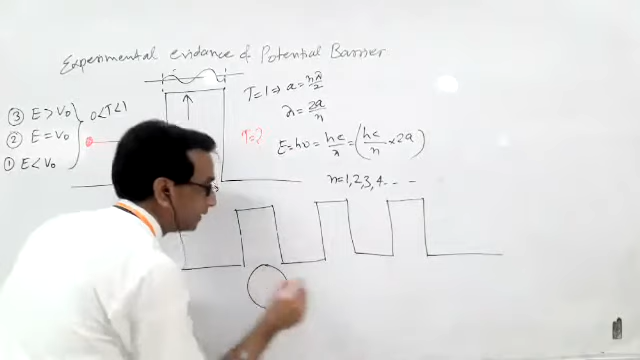 Experimental evidence of Potential Barrier
③ E > V₀
② E = V₀
① E < V₀
0<T<1
T=1 ⇒ a = nλ/2
λ = 2a/n
T=?
E = hν = hc/λ = (hc/n × 2a)
n=1,2,3,4 - - -